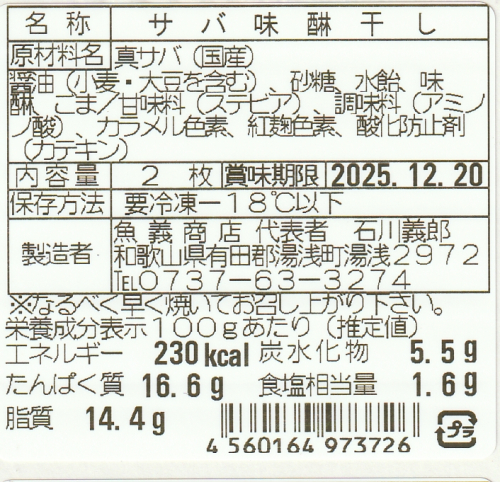 名称 サバ味醂干し
原材料名 真サバ（国産）
醤油（小麦・大豆を含む）、砂糖、水飴、味
醂、ごま／甘味料（ステビア）、調味料（アミ
ノ酸）、カラメル色素、紅麹色素、酸化防止剤
（カテキン）
内容量 2枚 賞味期限 2025.12.20
保存方法 要冷凍－18℃以下
製造者 魚義商店 代表者 石川義郎
和歌山県有田郡湯浅町湯浅2972
TEL0737-63-3274
※なるべく早く焼いてお召し上がり下さい。
栄養成分表示100gあたり（推定値）
エネルギー 230kcal 炭水化物 5.5g
たんぱく質 16.6g 食塩相当量 1.6g
脂質 14.4g
4560164973726
プラ